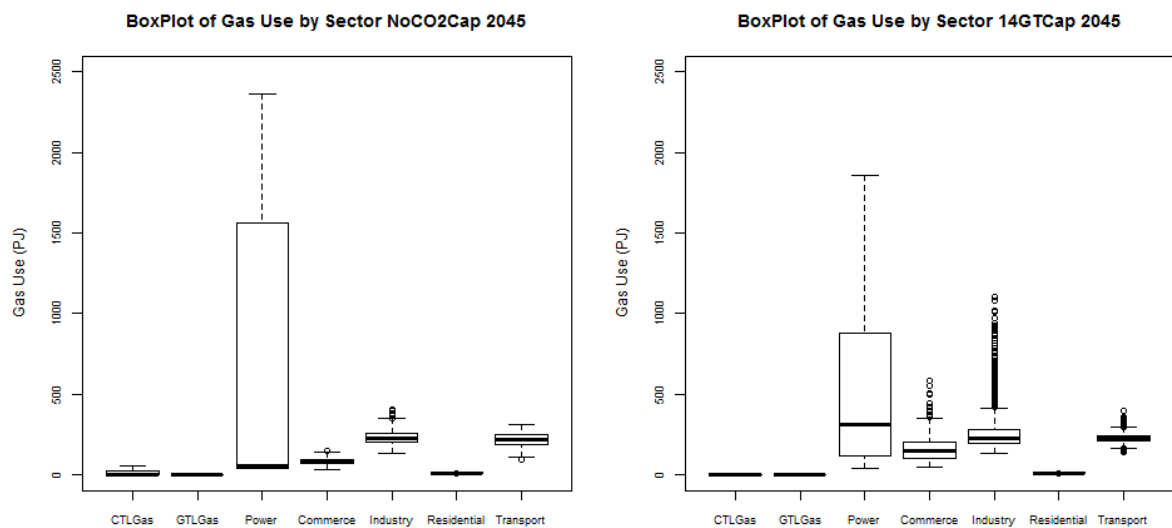 BoxPlot of Gas Use by Sector NoCO2Cap 2045
Gas Use (PJ)
2500
2000
1500
1000
500
0
CTLGas GTLGas Power Commerce Industry Residential Transport
BoxPlot of Gas Use by Sector 14GTCap 2045
Gas Use (PJ)
2500
2000
1500
1000
500
0
CTLGas GTLGas Power Commerce Industry Residential Transport